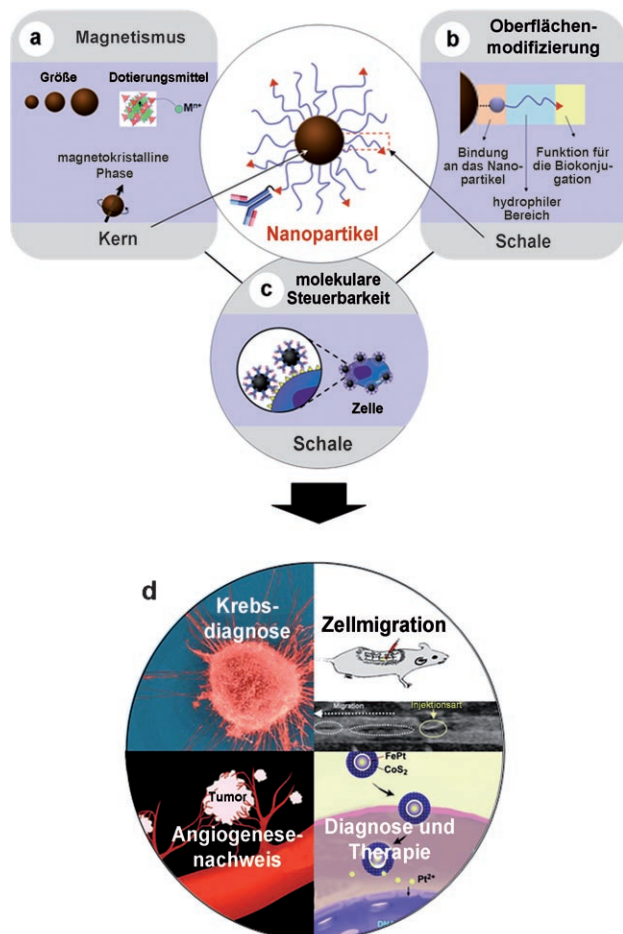 a
Magnetismus
Größe
Dotierungsmittel
Mⁿ⁺
magnetokristalline
Phase
Kern
Nanopartikel
b
Oberflächen-
modifizierung
Bindung
an das Nano-
partikel
Funktion für
die Biokonju-
gation
hydrophiler
Bereich
Schale
c
molekulare
Steuerbarkeit
Zelle
Schale
d
Krebs-
diagnose
Zellmigration
Migration
Injektionsart
Tumor
Angiogenese-
nachweis
FePt
CoS₂
Diagnose und
Therapie
Pt²⁺